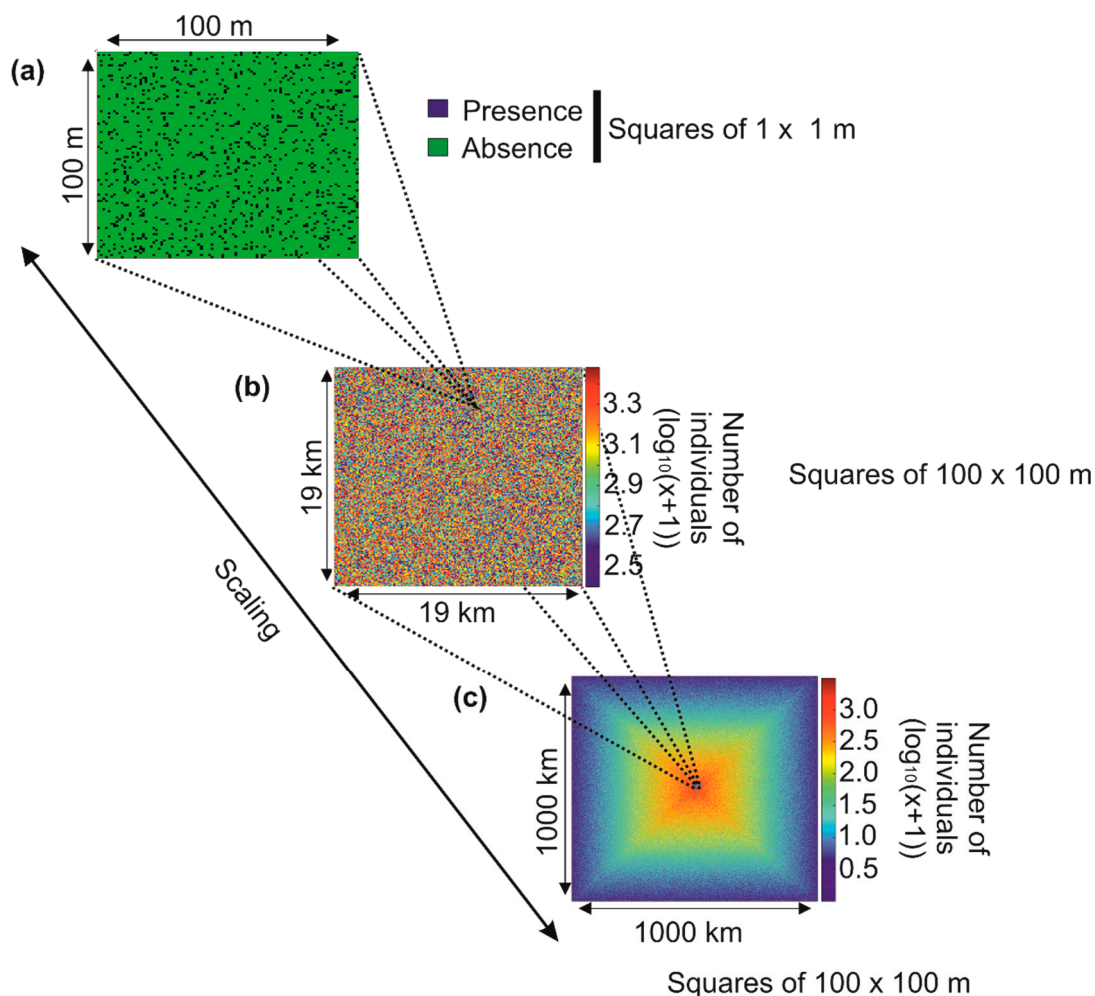 100 m
(a)
100 m
Presence
Absence
Squares of 1 x 1 m
(b)
19 km
19 km
3.3
3.1
2.9
2.7
2.5
Number of
individuals
(log₁₀(x+1))
Squares of 100 x 100 m
Scaling
(c)
1000 km
1000 km
3.0
2.5
2.0
1.5
1.0
0.5
Number of
individuals
(log₁₀(x+1))
Squares of 100 x 100 m